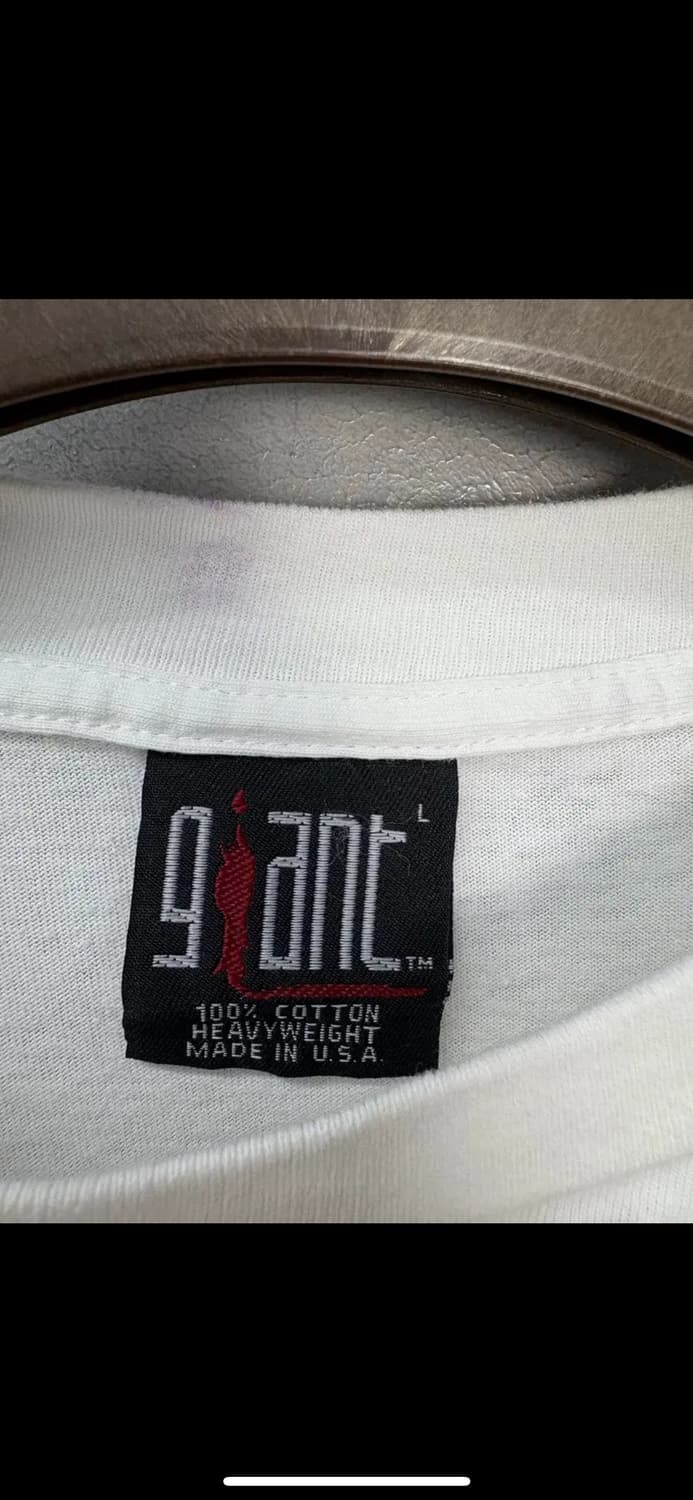 giant L
TM
100% COTTON
HEAVYWEIGHT
MADE IN U.S.A.